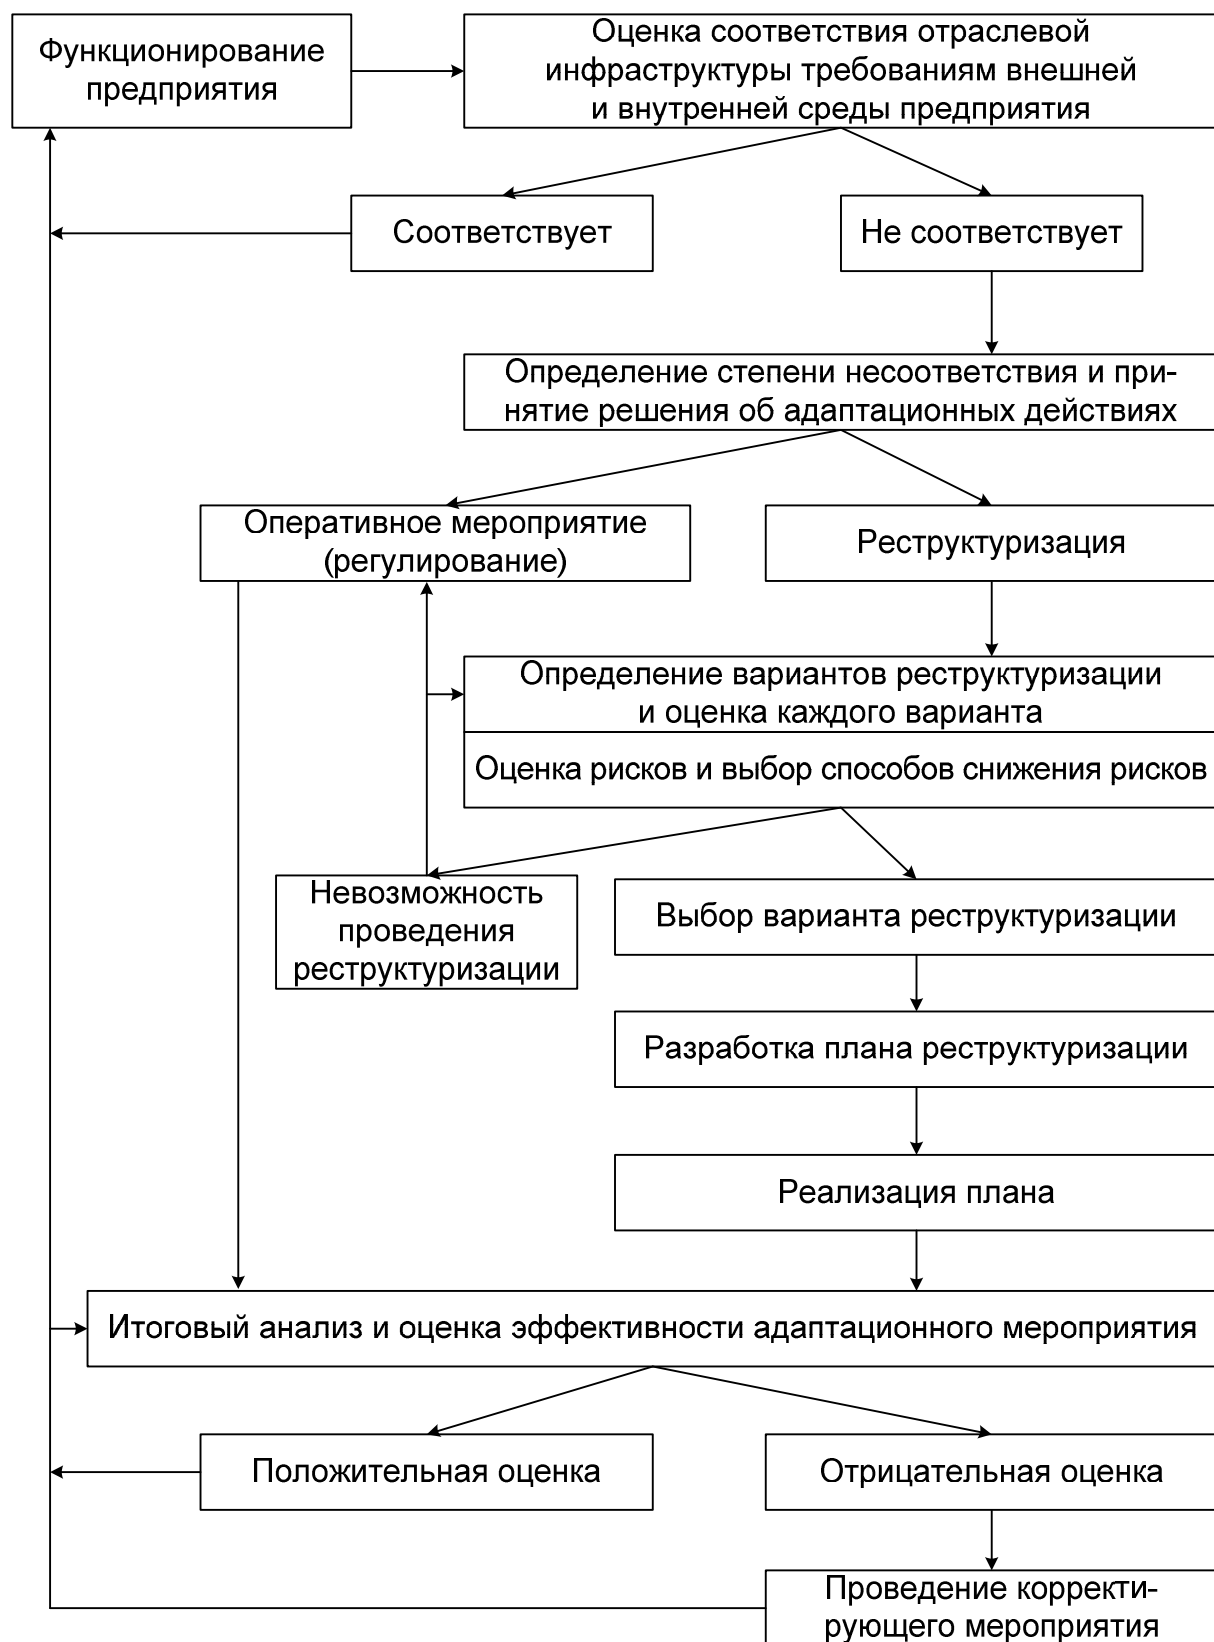 Функционирование
предприятия
Оценка соответствия отраслевой
инфраструктуры требованиям внешней
и внутренней среды предприятия
Соответствует
Не соответствует
Определение степени несоответствия и при-
нятие решения об адаптационных действиях
Оперативное мероприятие
(регулирование)
Реструктуризация
Определение вариантов реструктуризации
и оценка каждого варианта
Оценка рисков и выбор способов снижения рисков
Невозможность
проведения
реструктуризации
Выбор варианта реструктуризации
Разработка плана реструктуризации
Реализация плана
Итоговый анализ и оценка эффективности адаптационного мероприятия
Положительная оценка
Отрицательная оценка
Проведение корректи-
рующего мероприятия